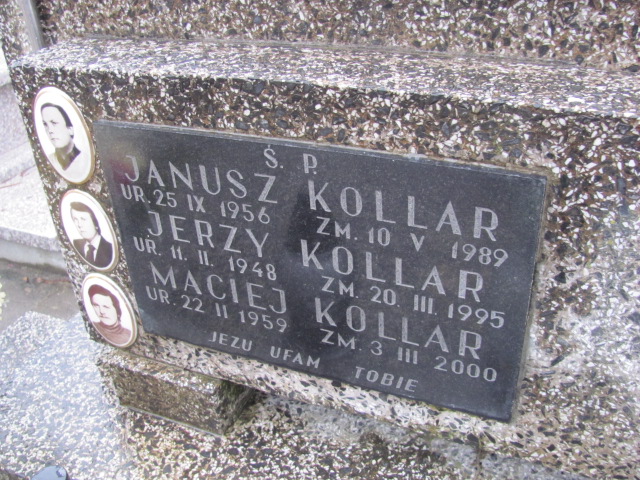 Ś. P.
JANUSZ KOLLAR
UR. 25 IX 1956 ZM. 10 V 1989
JERZY KOLLAR
UR. 11. II. 1948 ZM. 20. III. 1995
MACIEJ KOLLAR
UR. 22 II 1959 ZM. 3 III 2000
JEZU UFAM TOBIE